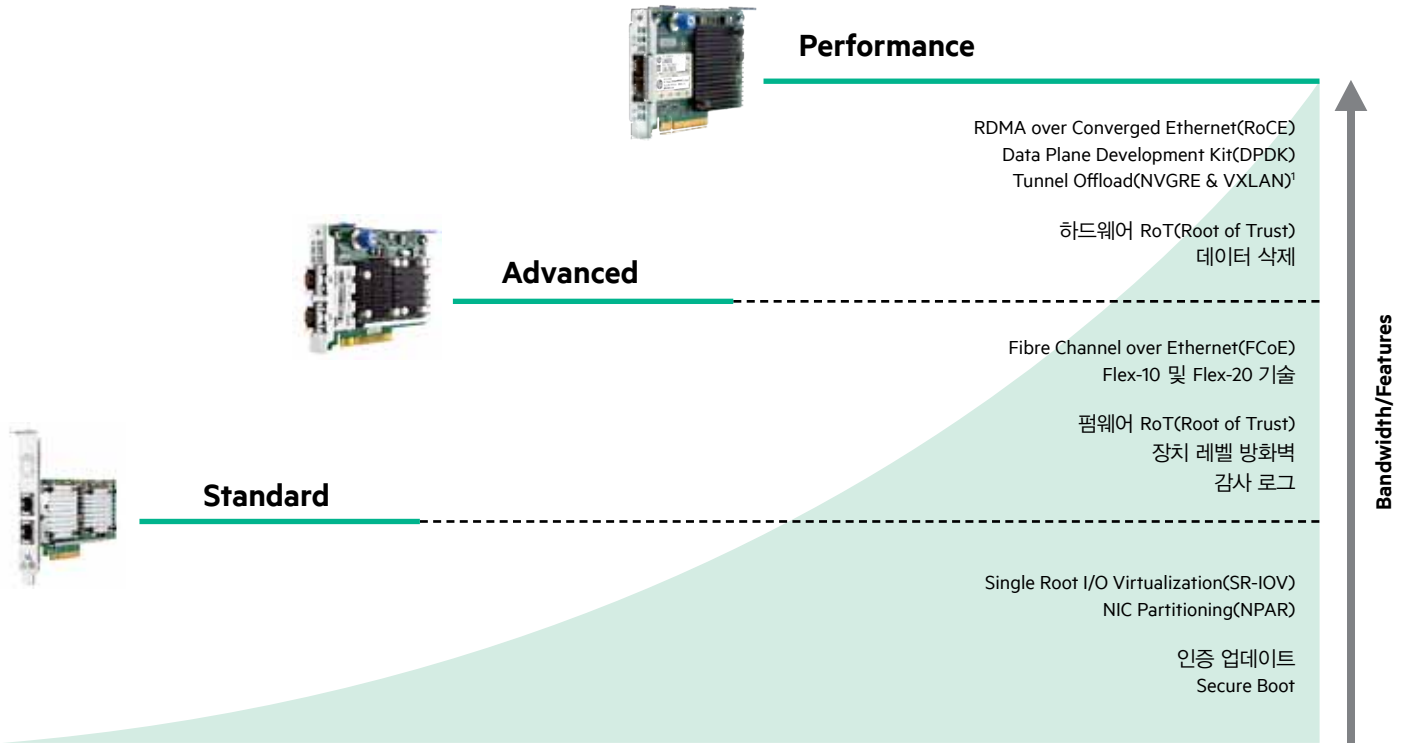 Performance
RDMA over Converged Ethernet(RoCE)
Data Plane Development Kit(DPDK)
Tunnel Offload(NVGRE & VXLAN)¹
하드웨어 RoT(Root of Trust)
데이터 삭제
Advanced
Fibre Channel over Ethernet(FCoE)
Flex-10 및 Flex-20 기술
펌웨어 RoT(Root of Trust)
장치 레벨 방화벽
감사 로그
Standard
Single Root I/O Virtualization(SR-IOV)
NIC Partitioning(NPAR)
인증 업데이트
Secure Boot
Bandwidth/Features